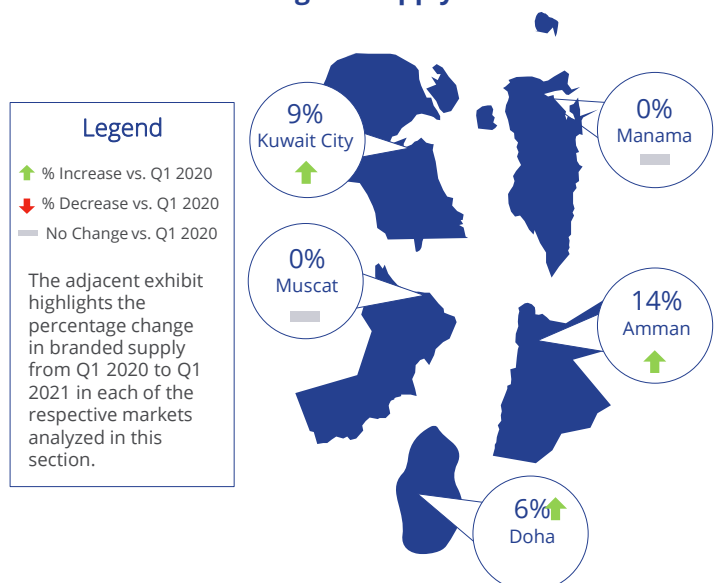 Legend
% Increase vs. Q1 2020
% Decrease vs. Q1 2020
No Change vs. Q1 2020
The adjacent exhibit
highlights the
percentage change
in branded supply
from Q1 2020 to Q1
2021 in each of the
respective markets
analyzed in this
section.
9%
Kuwait City
0%
Manama
0%
Muscat
14%
Amman
6%
Doha